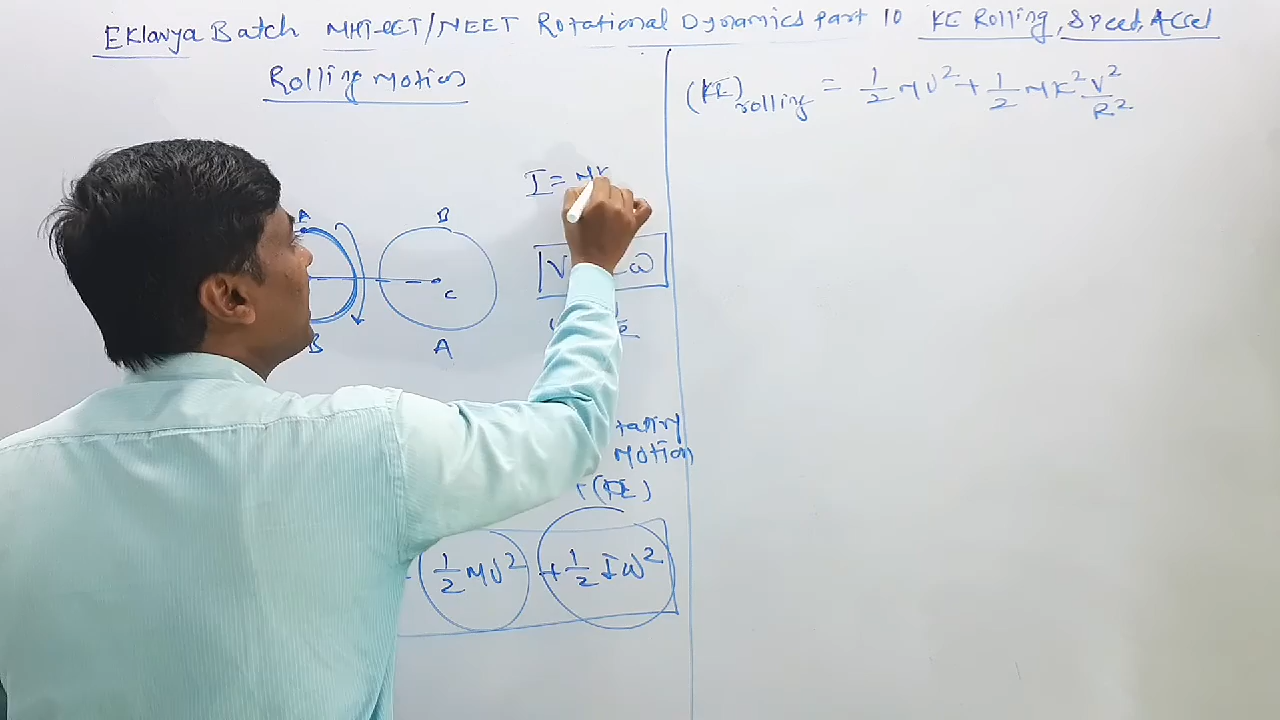 Eklavya Batch MHT-CET/NEET Rotational Dynamics part 10 KE Rolling, Speed, Accel
Rolling motion
I = MK
A B
V ω
C
B A
motion
(KE)
1/2 MV² + 1/2 Iω²
(KE)rolling = 1/2 MV² + 1/2 MK² V²/R²